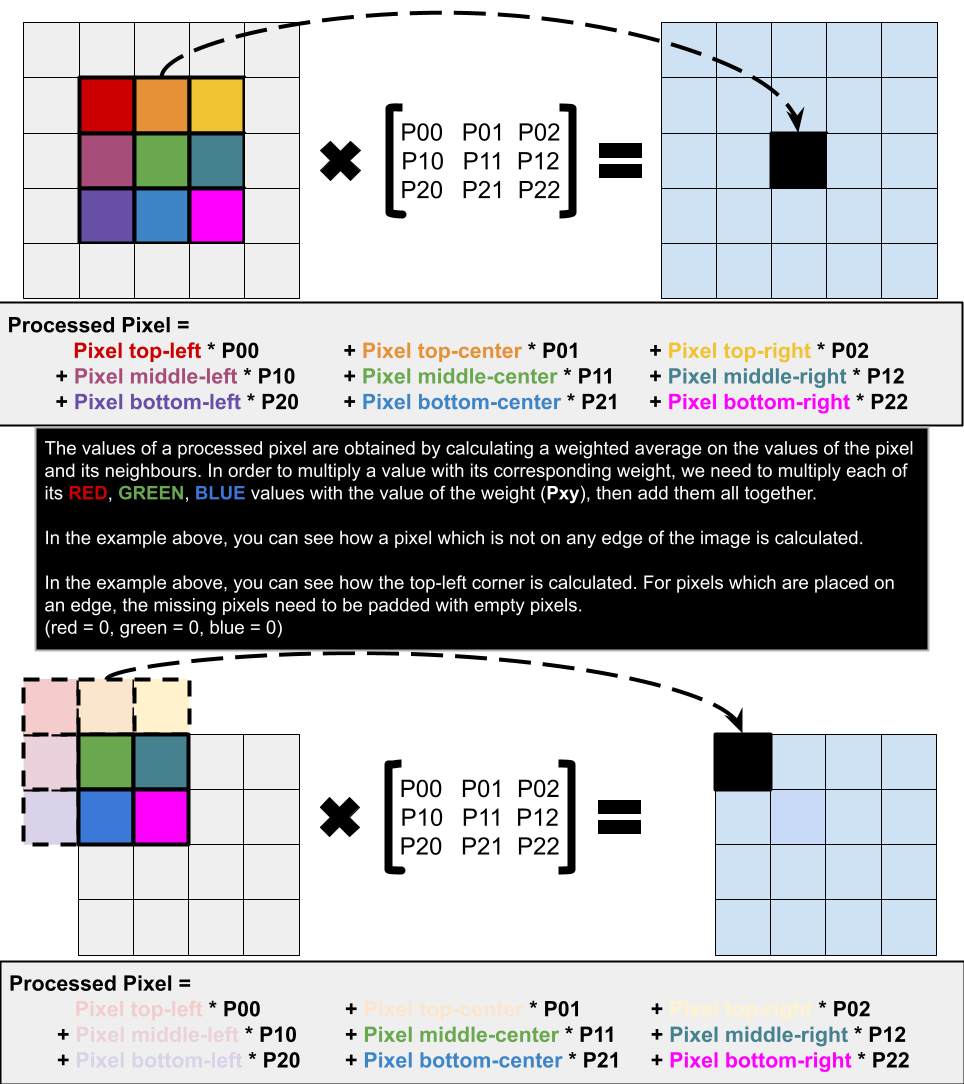 P00 P01 P02
P10 P11 P12
P20 P21 P22
Processed Pixel =
Pixel top-left * P00 + Pixel top-center * P01 + Pixel top-right * P02
+ Pixel middle-left * P10 + Pixel middle-center * P11 + Pixel middle-right * P12
+ Pixel bottom-left * P20 + Pixel bottom-center * P21 + Pixel bottom-right * P22
The values of a processed pixel are obtained by calculating a weighted average on the values of the pixel
and its neighbours. In order to multiply a value with its corresponding weight, we need to multiply each of
its RED, GREEN, BLUE values with the value of the weight (Pxy), then add them all together.
In the example above, you can see how a pixel which is not on any edge of the image is calculated.
In the example above, you can see how the top-left corner is calculated. For pixels which are placed on
an edge, the missing pixels need to be padded with empty pixels.
(red = 0, green = 0, blue = 0)
P00 P01 P02
P10 P11 P12
P20 P21 P22
Processed Pixel =
Pixel top-left * P00 + Pixel top-center * P01 + Pixel top-right * P02
+ Pixel middle-left * P10 + Pixel middle-center * P11 + Pixel middle-right * P12
+ Pixel bottom-left * P20 + Pixel bottom-center * P21 + Pixel bottom-right * P22